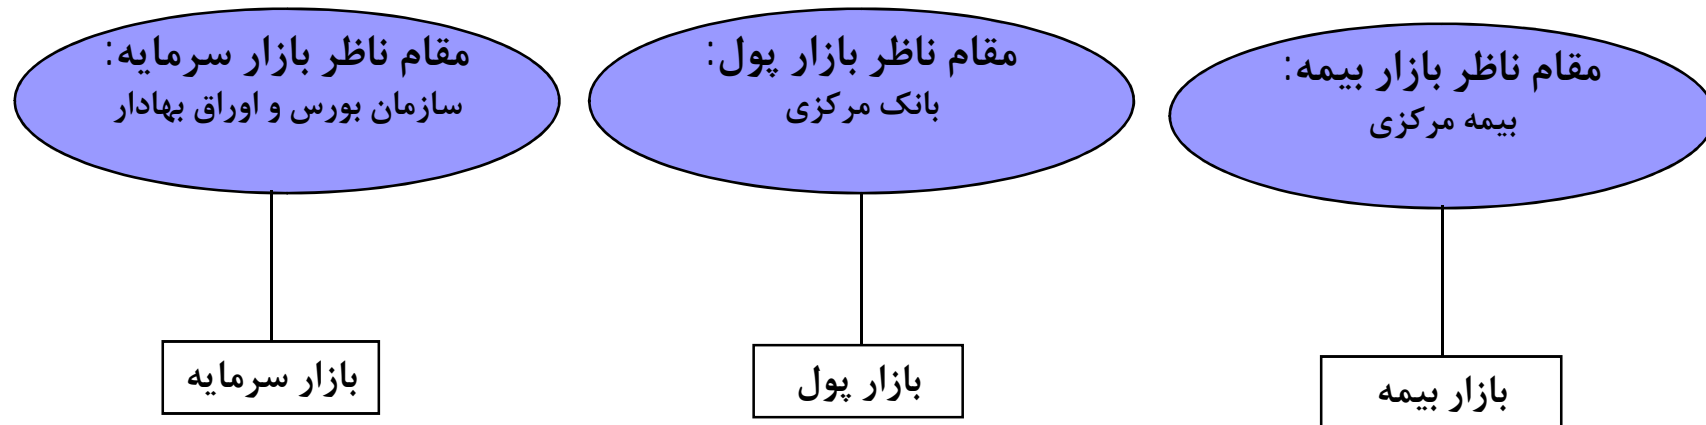 مقام ناظر بازار بیمه:
بیمه مرکزی
مقام ناظر بازار پول:
بانک مرکزی
مقام ناظر بازار سرمایه:
سازمان بورس و اوراق بهادار
بازار بیمه
بازار پول
بازار سرمایه